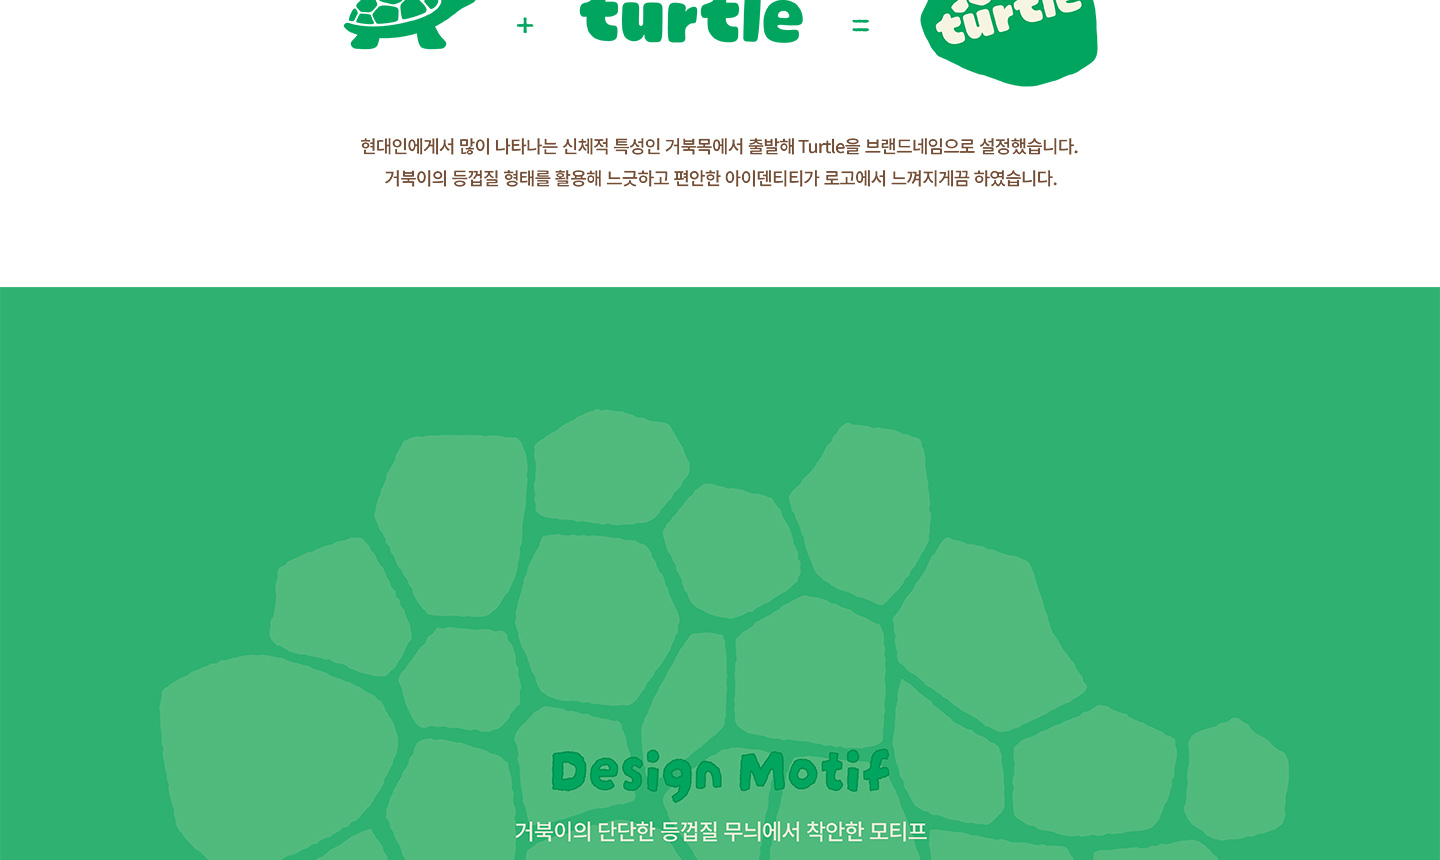 + turtle = turtle
현대인에게서 많이 나타나는 신체적 특성인 거북목에서 출발해 Turtle을 브랜드네임으로 설정했습니다.
거북이의 등껍질 형태를 활용해 느긋하고 편안한 아이덴티티가 로고에서 느껴지게끔 하였습니다.
Design Motif
거북이의 단단한 등껍질 무늬에서 착안한 모티프